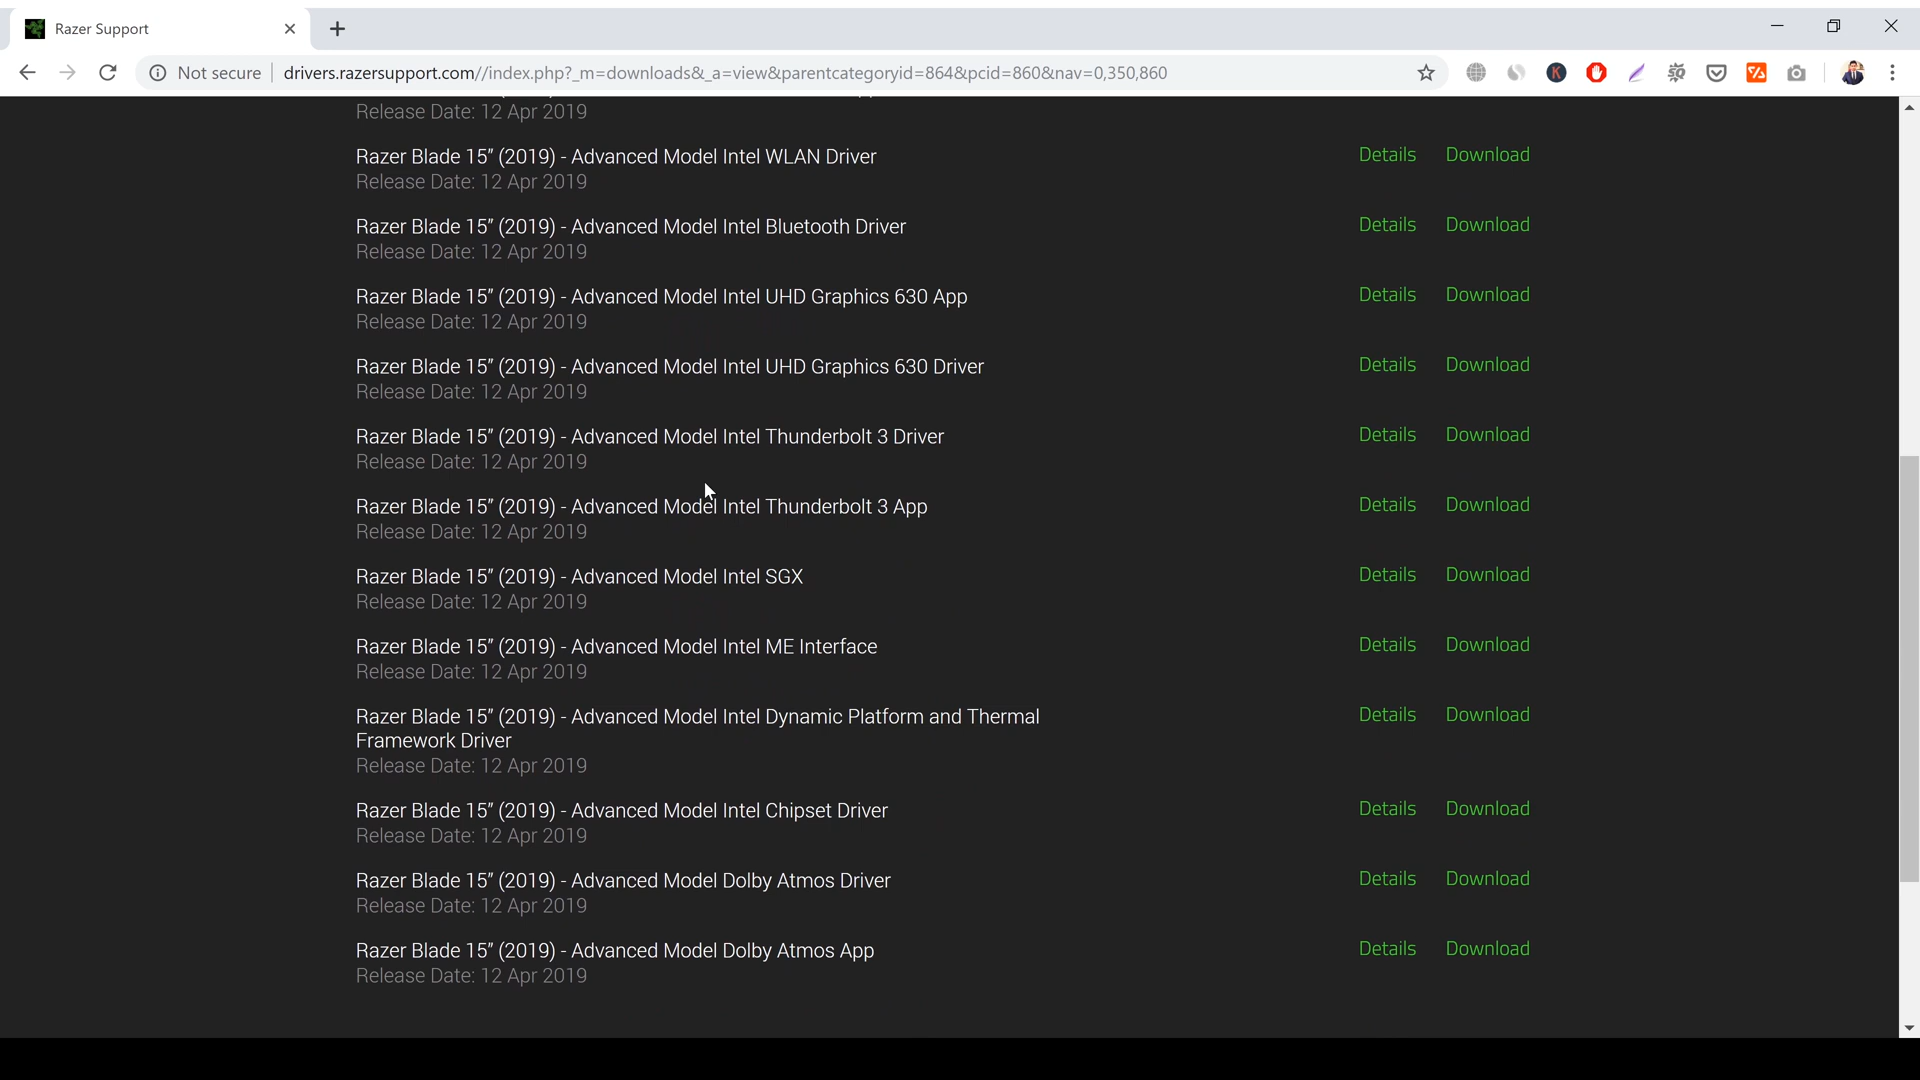 Razer Support
Not secure
drivers.razersupport.com//index.php?_m=downloads&_a=view&parentcategoryid=864&pcid=860&nav=0,350,860
Release Date: 12 Apr 2019
Razer Blade 15” (2019) - Advanced Model Intel WLAN Driver
Details Download
Release Date: 12 Apr 2019
Razer Blade 15” (2019) - Advanced Model Intel Bluetooth Driver
Details Download
Release Date: 12 Apr 2019
Razer Blade 15” (2019) - Advanced Model Intel UHD Graphics 630 App
Details Download
Release Date: 12 Apr 2019
Razer Blade 15” (2019) - Advanced Model Intel UHD Graphics 630 Driver
Details Download
Release Date: 12 Apr 2019
Razer Blade 15” (2019) - Advanced Model Intel Thunderbolt 3 Driver
Details Download
Release Date: 12 Apr 2019
Razer Blade 15” (2019) - Advanced Model Intel Thunderbolt 3 App
Details Download
Release Date: 12 Apr 2019
Razer Blade 15” (2019) - Advanced Model Intel SGX
Details Download
Release Date: 12 Apr 2019
Razer Blade 15” (2019) - Advanced Model Intel ME Interface
Details Download
Release Date: 12 Apr 2019
Razer Blade 15” (2019) - Advanced Model Intel Dynamic Platform and Thermal
Framework Driver
Details Download
Release Date: 12 Apr 2019
Razer Blade 15” (2019) - Advanced Model Intel Chipset Driver
Details Download
Release Date: 12 Apr 2019
Razer Blade 15” (2019) - Advanced Model Dolby Atmos Driver
Details Download
Release Date: 12 Apr 2019
Razer Blade 15” (2019) - Advanced Model Dolby Atmos App
Details Download
Release Date: 12 Apr 2019